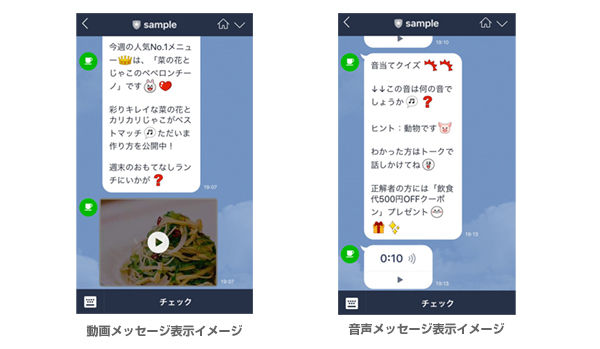 sample
今週の人気No.1メニュ
ー は、「菜の花と
じゃこのペペロンチー
ノ」です
彩りキレイな菜の花と
カリカリじゃこがベス
トマッチ ただいま
作り方を公開中！
週末のおもてなしラン
チにいかが ❓
19:07
19:07
チェック
動画メッセージ表示イメージ
sample
19:10
音当てクイズ
↓↓この音は何の音で
しょうか ❓
ヒント：動物です
わかった方はトークで
話しかけてね
正解者の方には「飲食
代500円OFFクーポ
ン」プレゼント
19:13
0:10
19:13
チェック
音声メッセージ表示イメージ